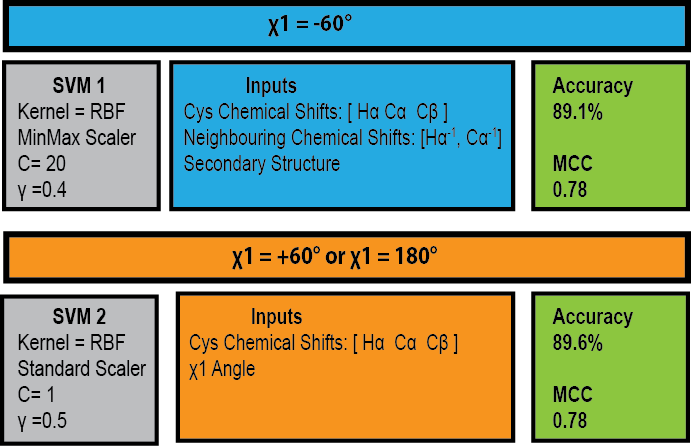 χ1 = -60°
SVM 1
Kernel = RBF
MinMax Scaler
C= 20
γ =0.4
Inputs
Cys Chemical Shifts: [ Hα Cα Cβ ]
Neighbouring Chemical Shifts: [Hα⁻¹, Cα⁻¹]
Secondary Structure
Accuracy
89.1%
MCC
0.78
χ1 = +60° or χ1 = 180°
SVM 2
Kernel = RBF
Standard Scaler
C= 1
γ =0.5
Inputs
Cys Chemical Shifts: [ Hα Cα Cβ ]
χ1 Angle
Accuracy
89.6%
MCC
0.78